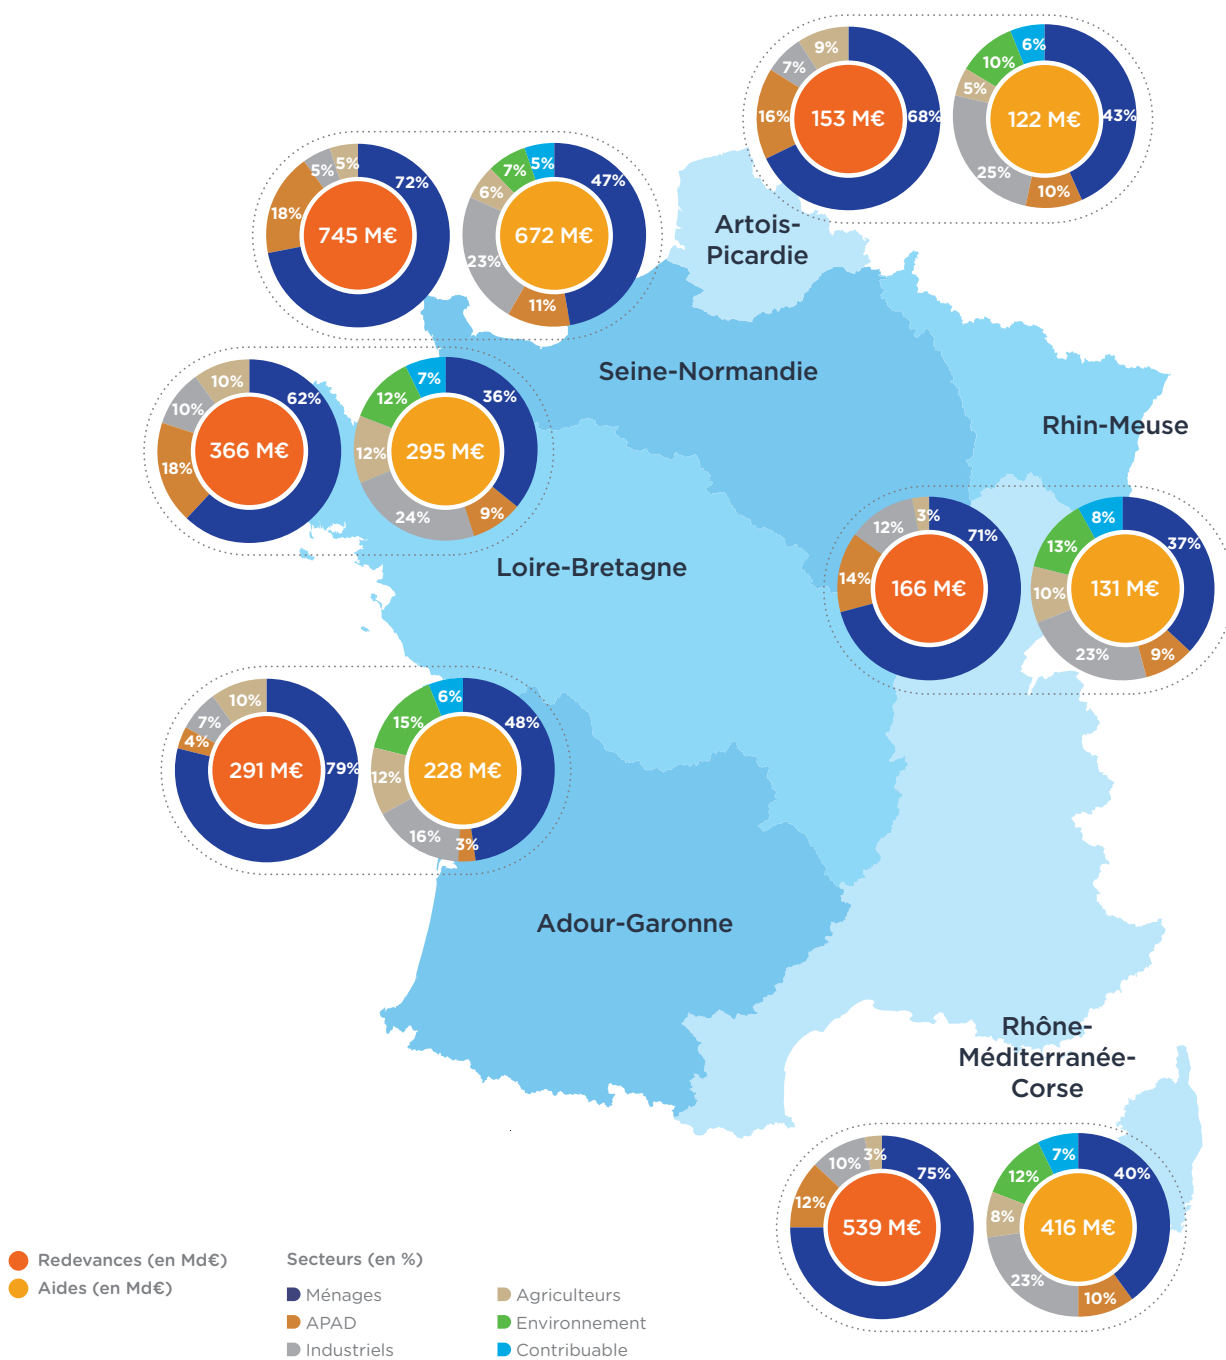 9%
7%
16%
153 M€
68%
6%
10%
5%
122 M€
43%
25%
10%
5%
5%
72%
18%
745 M€
5%
7%
6%
47%
672 M€
23%
11%
Artois-
Picardie
Seine-Normandie
10%
10%
62%
18%
366 M€
7%
12%
36%
12%
295 M€
24%
9%
Rhin-Meuse
Loire-Bretagne
3%
12%
71%
14%
166 M€
8%
13%
37%
10%
131 M€
23%
9%
10%
7%
4%
291 M€
79%
6%
15%
48%
12%
228 M€
16%
3%
Adour-Garonne
Rhône-
Méditerranée-
Corse
3%
10%
75%
12%
539 M€
7%
12%
40%
8%
416 M€
23%
10%
Redevances (en Md€)
Aides (en Md€)
Secteurs (en %)
Ménages
APAD
Industriels
Agriculteurs
Environnement
Contribuable